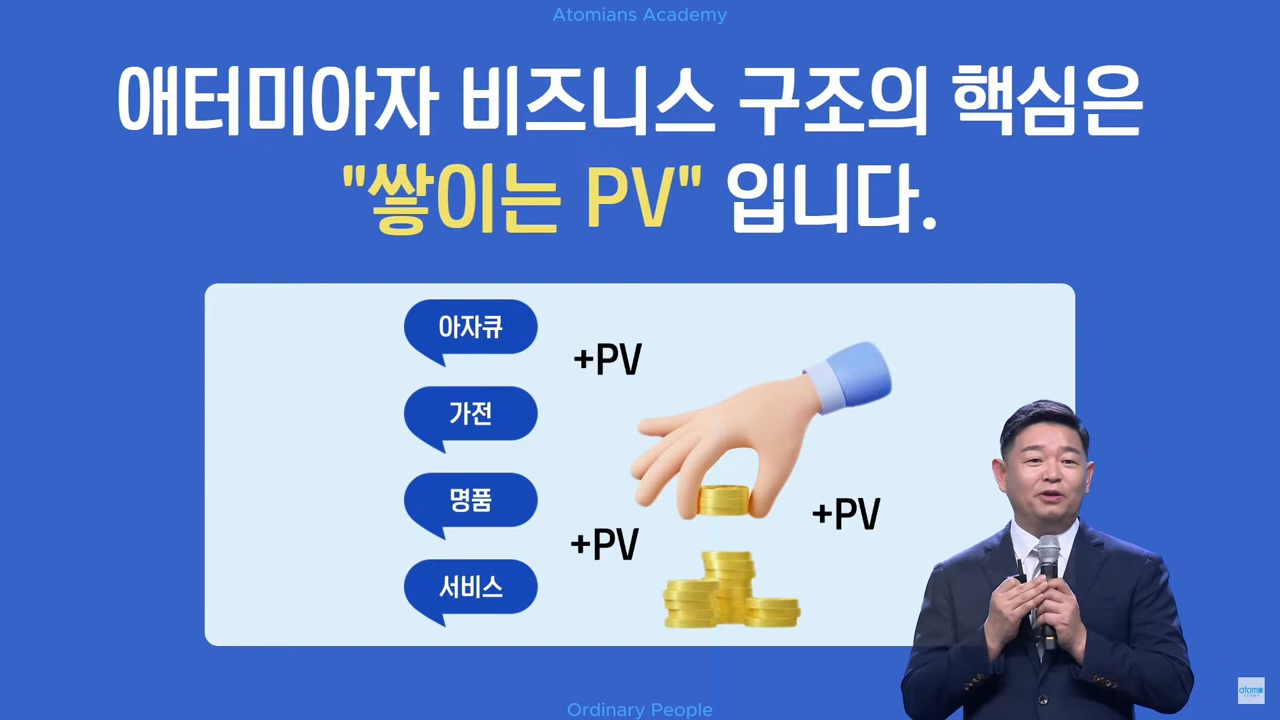 Atomians Academy
애터미아자 비즈니스 구조의 핵심은
"쌓이는 PV" 입니다.
아자큐
+PV
가전
명품
+PV
+PV
서비스
Ordinary People